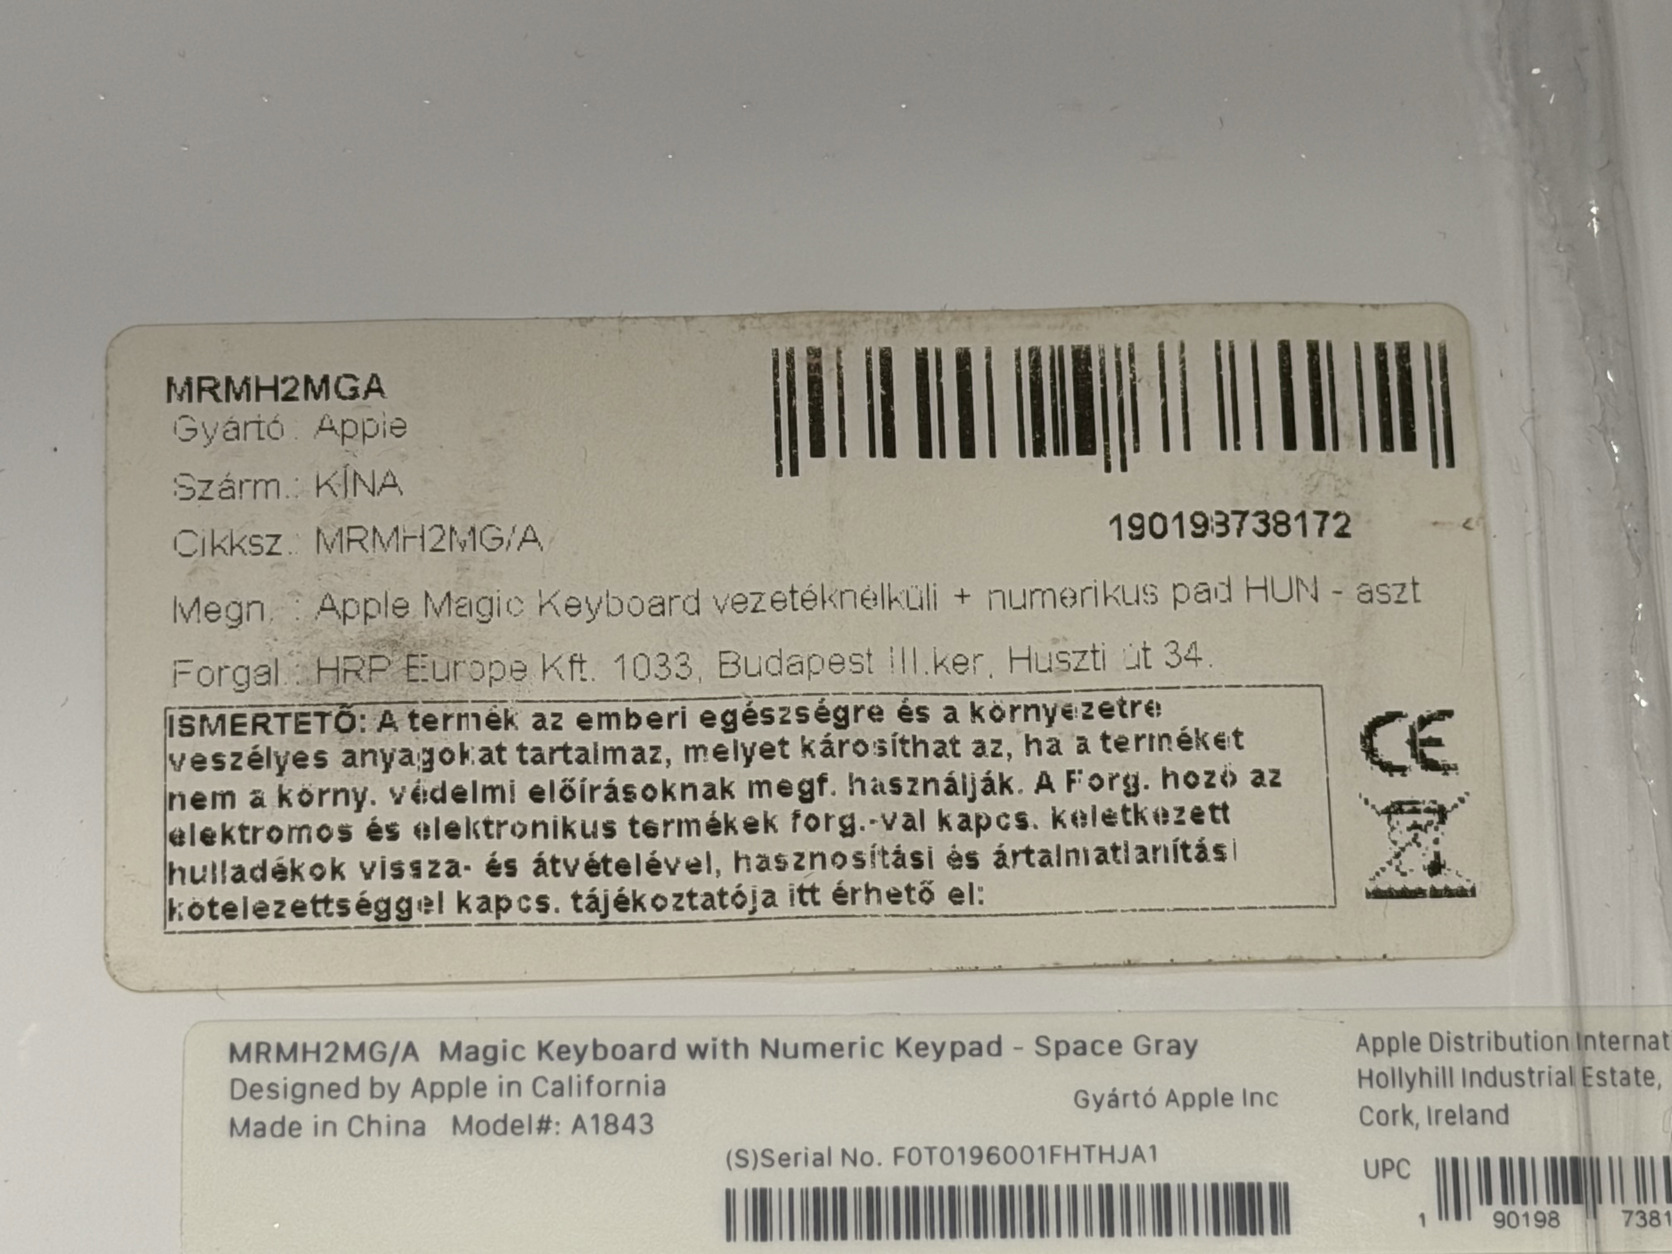 MRMH2MGA
Gyártó : Apple
Szárm.: KÍNA
Cikksz.: MRMH2MG/A
190198738172
Megn. : Apple Magic Keyboard vezetéknélküli + numerikus pad HUN - aszt
Forgal.: HRP Europe Kft. 1033, Budapest III.ker, Huszti út 34.
ISMERTETŐ: A termék az emberi egészségre és a környezetre
veszélyes anyagokat tartalmaz, melyet károsíthat az, ha a terméket
nem a körny. védelmi előírásoknak megf. használják. A Forg. hozó az
elektromos és elektronikus termékek forg.-val kapcs. keletkezett
hulladékok vissza- és átvételével, hasznosítási és ártalmatlanítási
kötelezettséggel kapcs. tájékoztatója itt érhető el:
CE
MRMH2MG/A Magic Keyboard with Numeric Keypad - Space Gray
Designed by Apple in California
Made in China Model#: A1843
Gyártó Apple Inc
(S)Serial No. F0T0196001FHTHJA1
Apple Distribution Internat
Hollyhill Industrial Estate,
Cork, Ireland
UPC
1 90198 7381